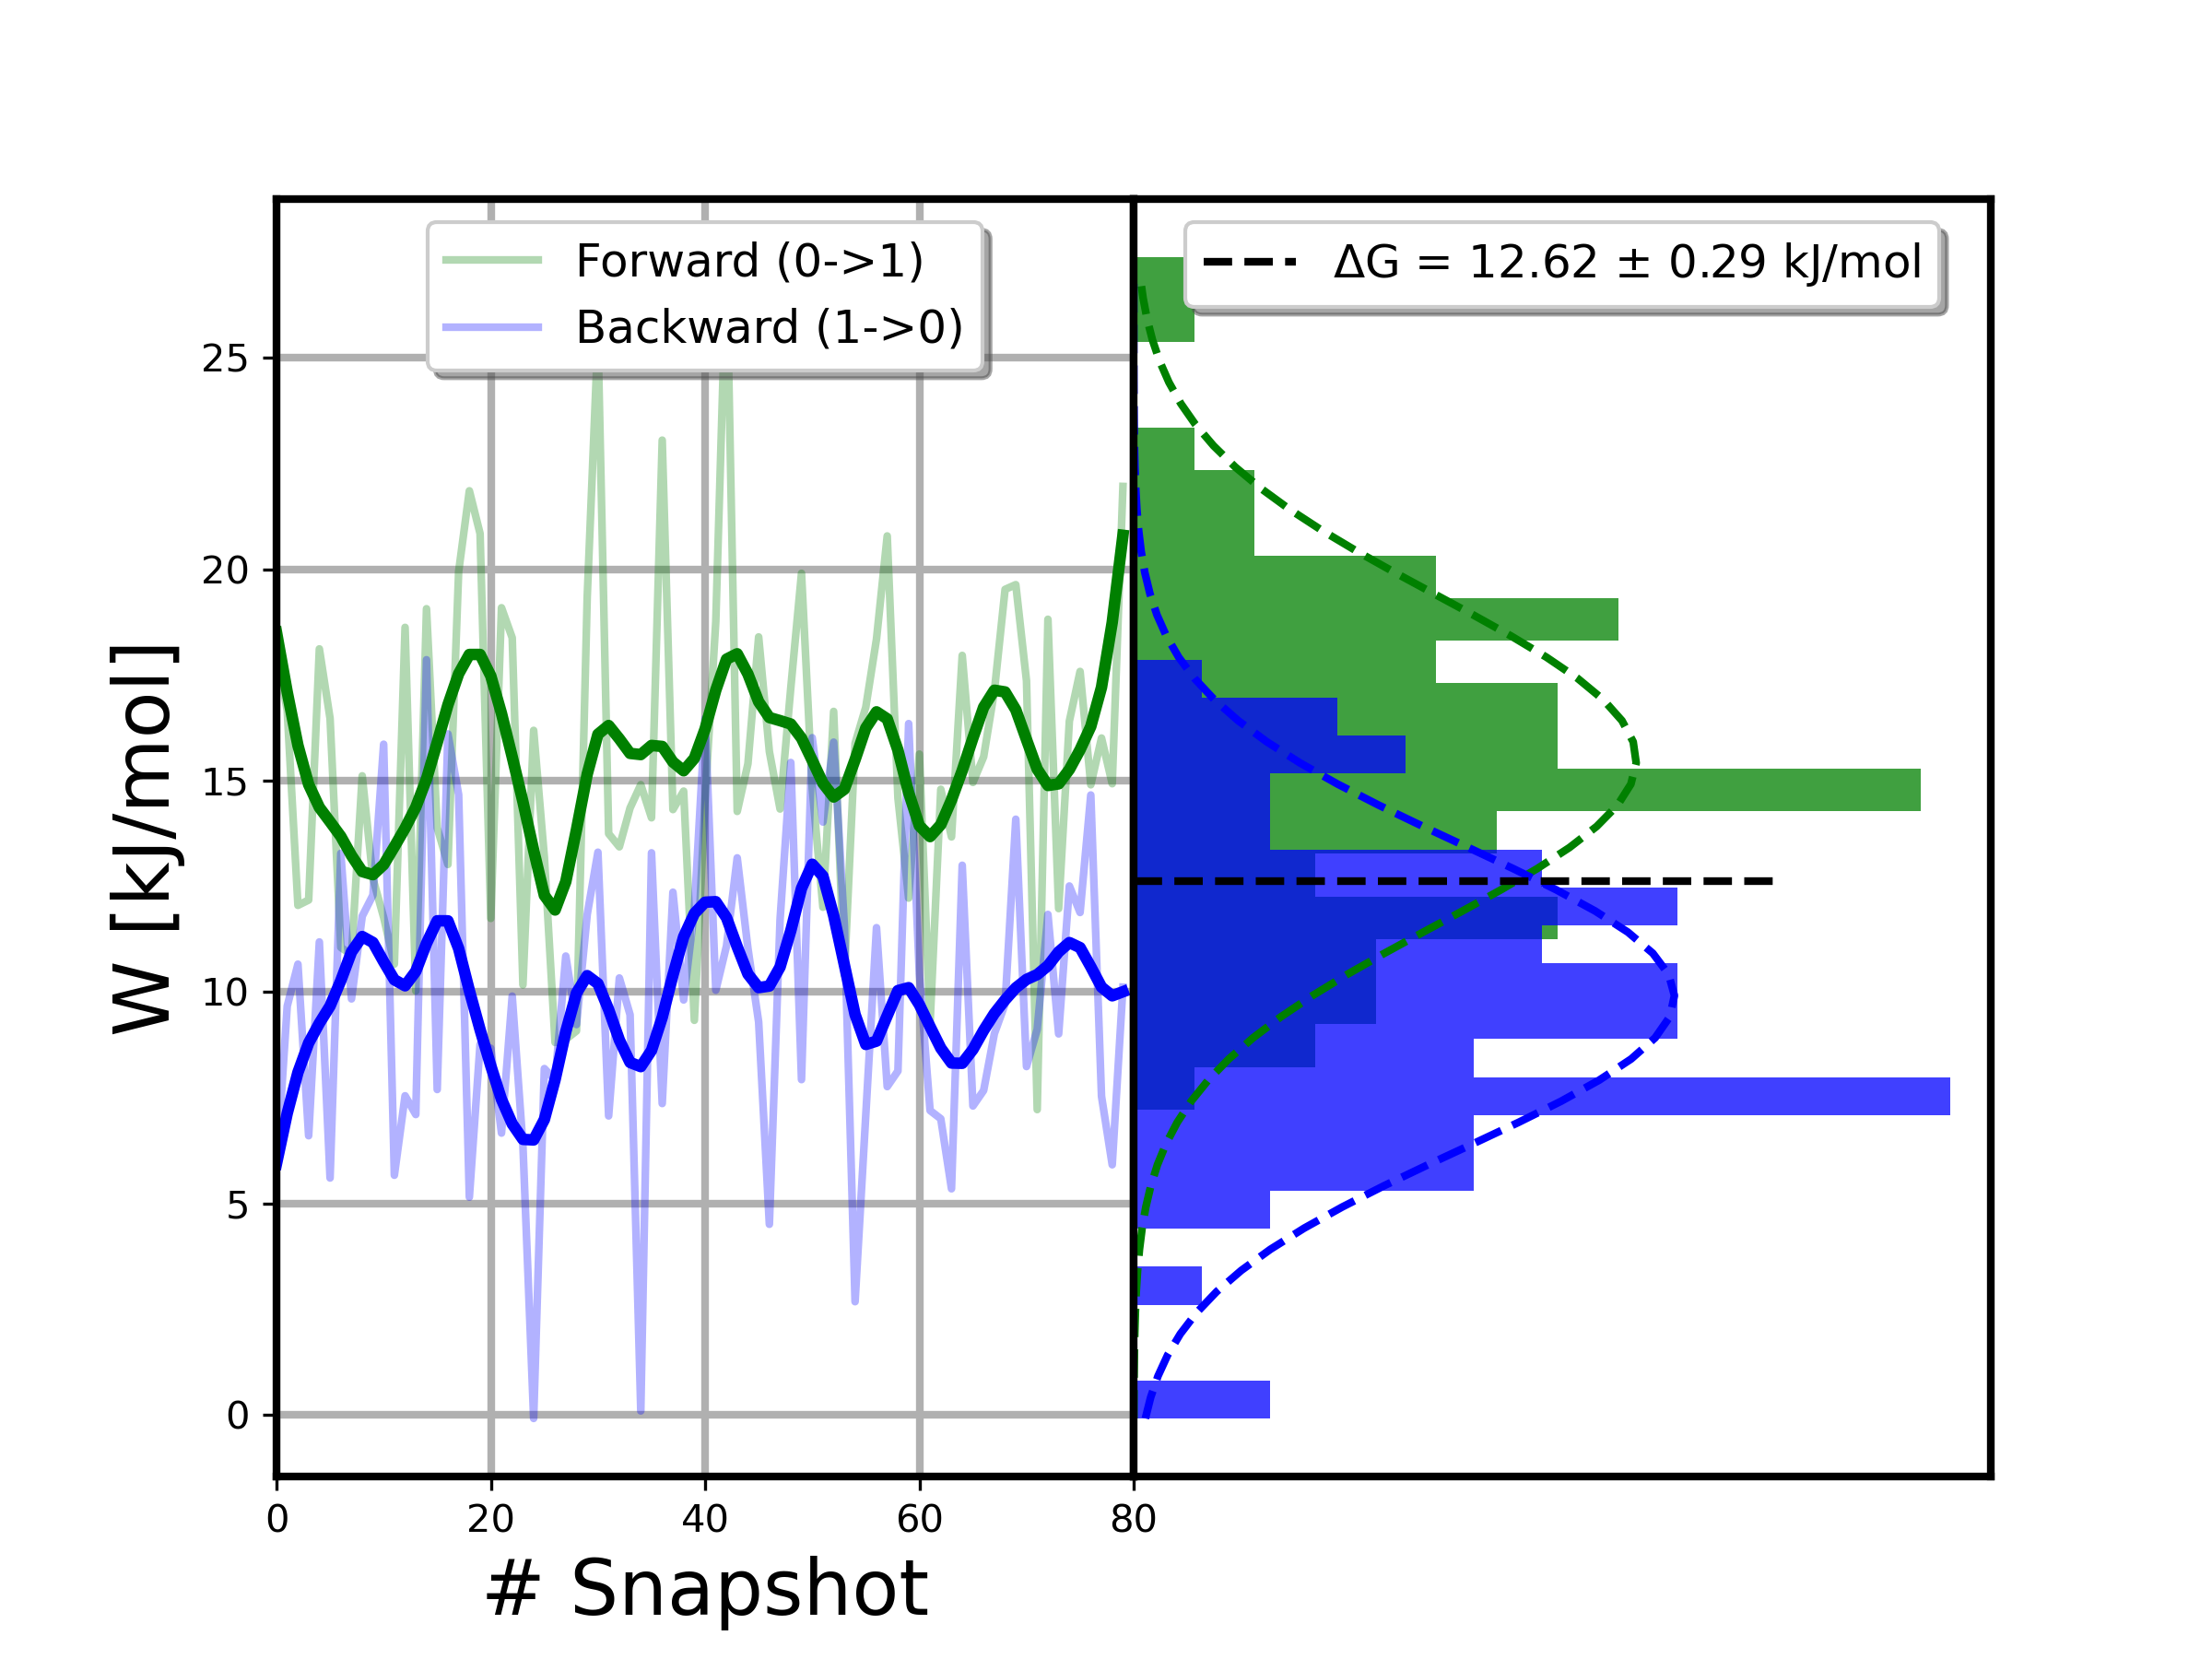 Forward (0->1)
Backward (1->0)
ΔG = 12.62 ± 0.29 kJ/mol
W [kJ/mol]
25
20
15
10
5
0
0 20 40 60 80
# Snapshot